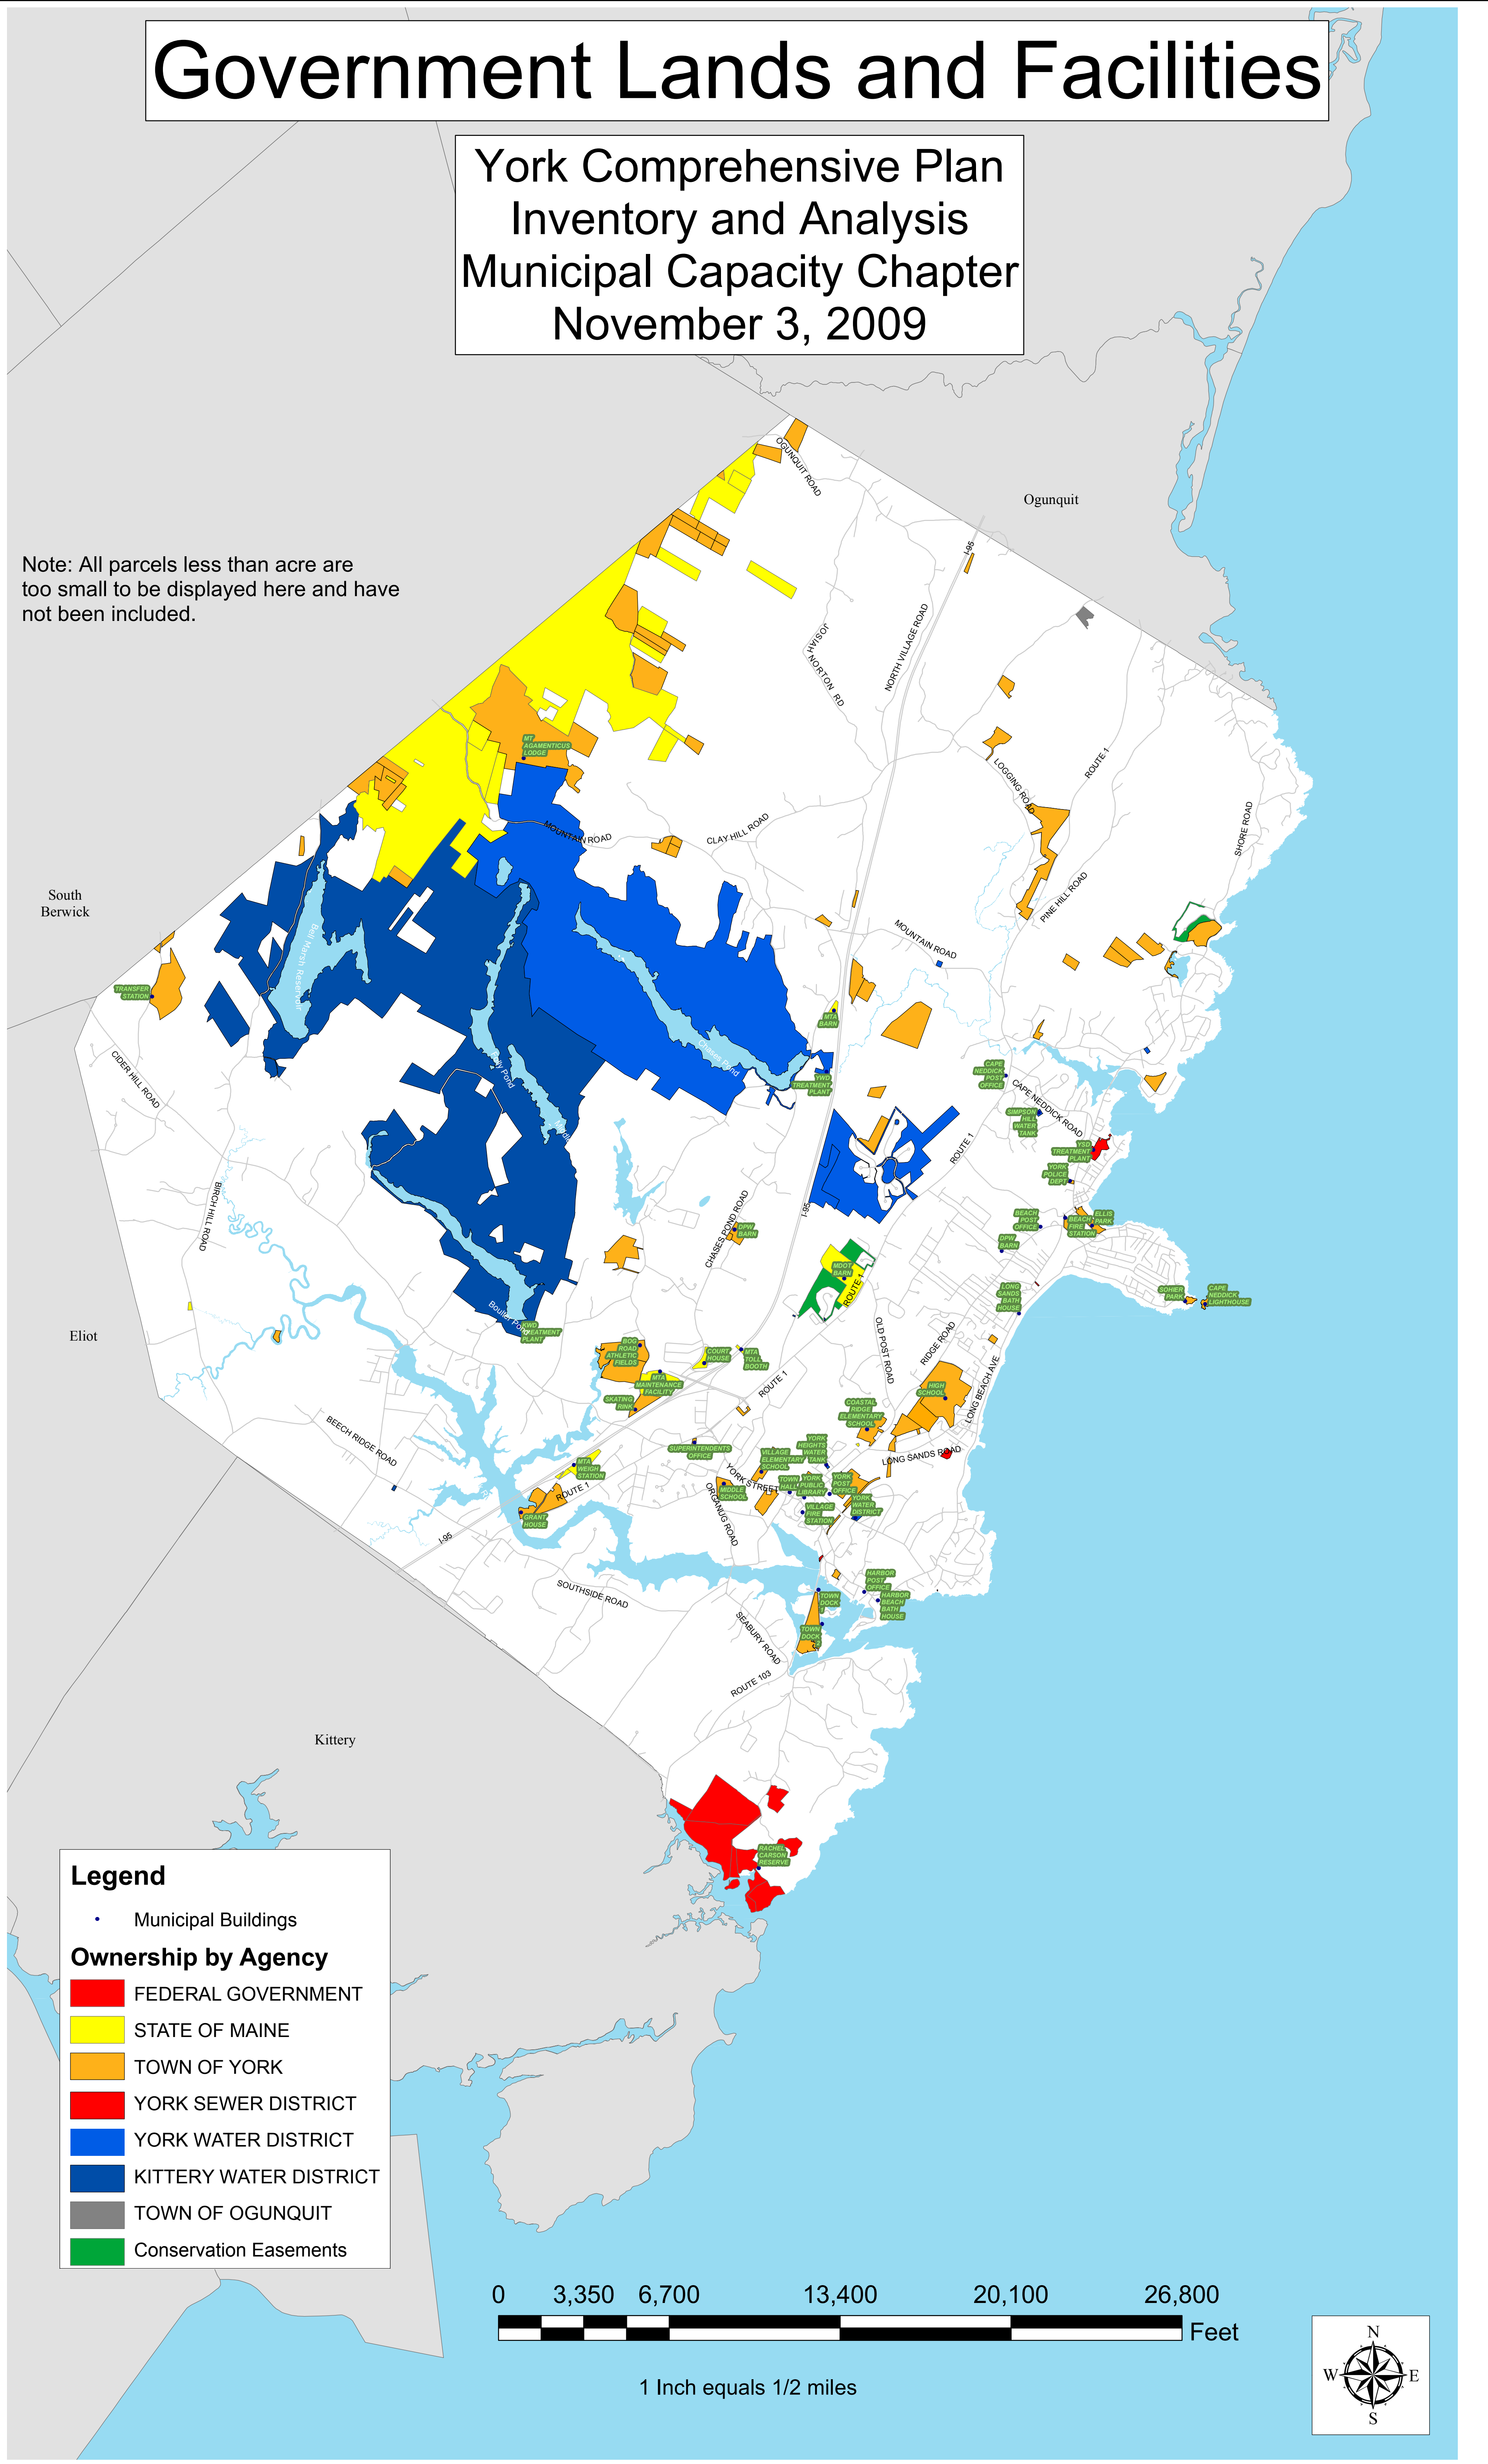 Government Lands and Facilities
York Comprehensive Plan
Inventory and Analysis
Municipal Capacity Chapter
November 3, 2009
Note: All parcels less than acre are
too small to be displayed here and have
not been included.
Ogunquit
South
Berwick
Eliot
Kittery
OGUNQUIT ROAD
I-95
JOSIAH NORTON RD
NORTH VILLAGE ROAD
LOGGING ROAD
ROUTE 1
SHORE ROAD
PINE HILL ROAD
MT
AGAMENTICUS
LODGE
MOUNTAIN ROAD
CLAY HILL ROAD
MOUNTAIN ROAD
Bell Marsh Reservoir
TRANSFER
STATION
CIDER HILL ROAD
Chases Pond
MTA
BARN
YWD
TREATMENT
PLANT
CAPE
NEDDICK
POST
OFFICE
CAPE NEDDICK ROAD
SIMPSON
HILL
WATER
TANK
YSD
TREATMENT
PLANT
YORK
POLICE
DEPT
ROUTE 1
BIRCH HILL ROAD
CHASES POND ROAD
I-95
DPW
BARN
BEACH
POST
OFFICE
BEACH
FIRE
STATION
ELLIS
PARK
DPW
BARN
MDOT
BARN
ROUTE 1
LONG
SANDS
BATH
HOUSE
SOHIER
PARK
CAPE
NEDDICK
LIGHTHOUSE
Boulter Pond
KWD
TREATMENT
PLANT
BOG
ROAD
ATHLETIC
FIELDS
COURT
HOUSE
MTA
TOLL
BOOTH
MTA
MAINTENANCE
FACILITY
SKATING
RINK
ROUTE 1
OLD POST ROAD
RIDGE ROAD
LONG BEACH AVE
HIGH
SCHOOL
COASTAL
RIDGE
ELEMENTARY
SCHOOL
BEECH RIDGE ROAD
SUPERINTENDENTS
OFFICE
YORK
HEIGHTS
WATER
TANK
VILLAGE
ELEMENTARY
SCHOOL
LONG SANDS ROAD
MTA
WEIGH
STATION
YORK STREET
MIDDLE
SCHOOL
TOWN
HALL
YORK
PUBLIC
LIBRARY
YORK
POST
OFFICE
YORK
WATER
DISTRICT
VILLAGE
FIRE
STATION
ROUTE 1
GRANT
HOUSE
ORGANUG ROAD
I-95
SOUTHSIDE ROAD
HARBOR
POST
OFFICE
HARBOR
BEACH
BATH
HOUSE
TOWN
DOCK
1
TOWN
DOCK
2
SEABURY ROAD
ROUTE 103
RACHEL
CARSON
RESERVE
Legend
Municipal Buildings
Ownership by Agency
FEDERAL GOVERNMENT
STATE OF MAINE
TOWN OF YORK
YORK SEWER DISTRICT
YORK WATER DISTRICT
KITTERY WATER DISTRICT
TOWN OF OGUNQUIT
Conservation Easements
0 3,350 6,700 13,400 20,100 26,800
Feet
1 Inch equals 1/2 miles
N
W E
S